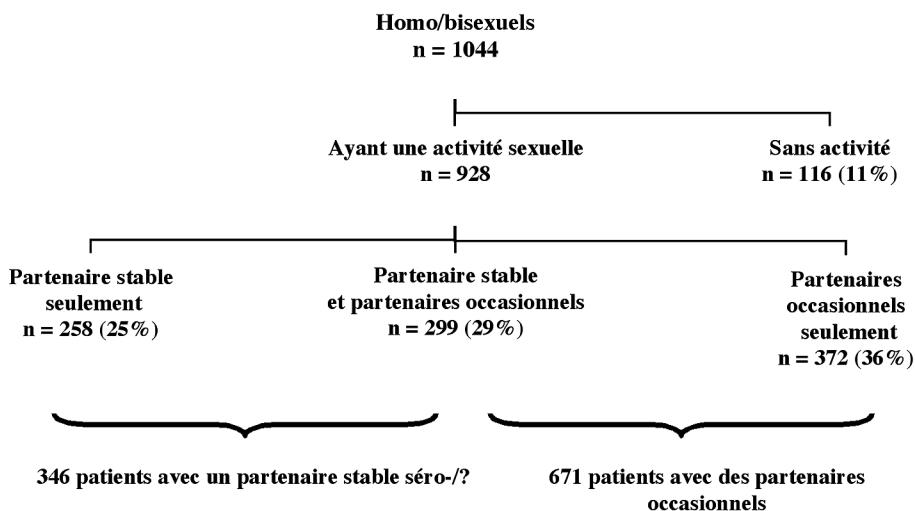 Homo/bisexuels
n = 1044
Ayant une activité sexuelle
n = 928
Sans activité
n = 116 (11%)
Partenaire stable
seulement
n = 258 (25%)
Partenaire stable
et partenaires occasionnels
n = 299 (29%)
Partenaires
occasionnels
seulement
n = 372 (36%)
346 patients avec un partenaire stable séro-/?
671 patients avec des partenaires
occasionnels